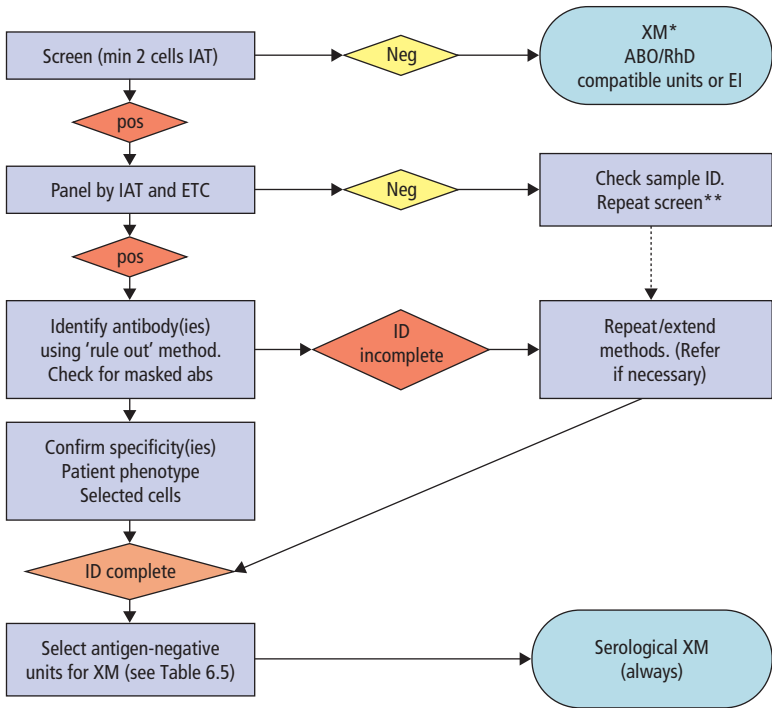 Screen (min 2 cells IAT)
Neg
XM*
ABO/RhD
compatible units or EI
pos
Panel by IAT and ETC
Neg
Check sample ID.
Repeat screen**
pos
Identify antibody(ies)
using ’rule out’ method.
Check for masked abs
ID
incomplete
Repeat/extend
methods. (Refer
if necessary)
Confirm specificity(ies)
Patient phenotype
Selected cells
ID complete
Select antigen-negative
units for XM (see Table 6.5)
Serological XM
(always)